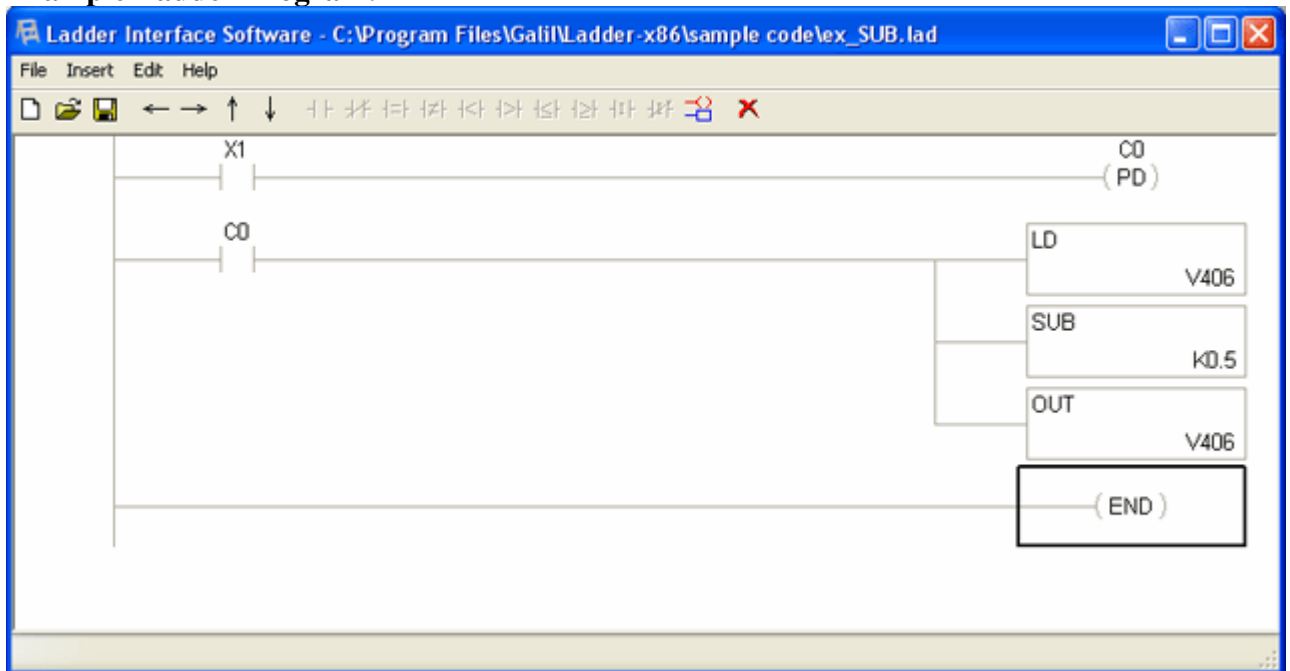 Ladder Interface Software - C:\Program Files\Galil\Ladder-x86\sample code\ex_SUB.lad
File Insert Edit Help
X1 C0
( PD )
C0
LD
V406
SUB
K0.5
OUT
V406
( END )